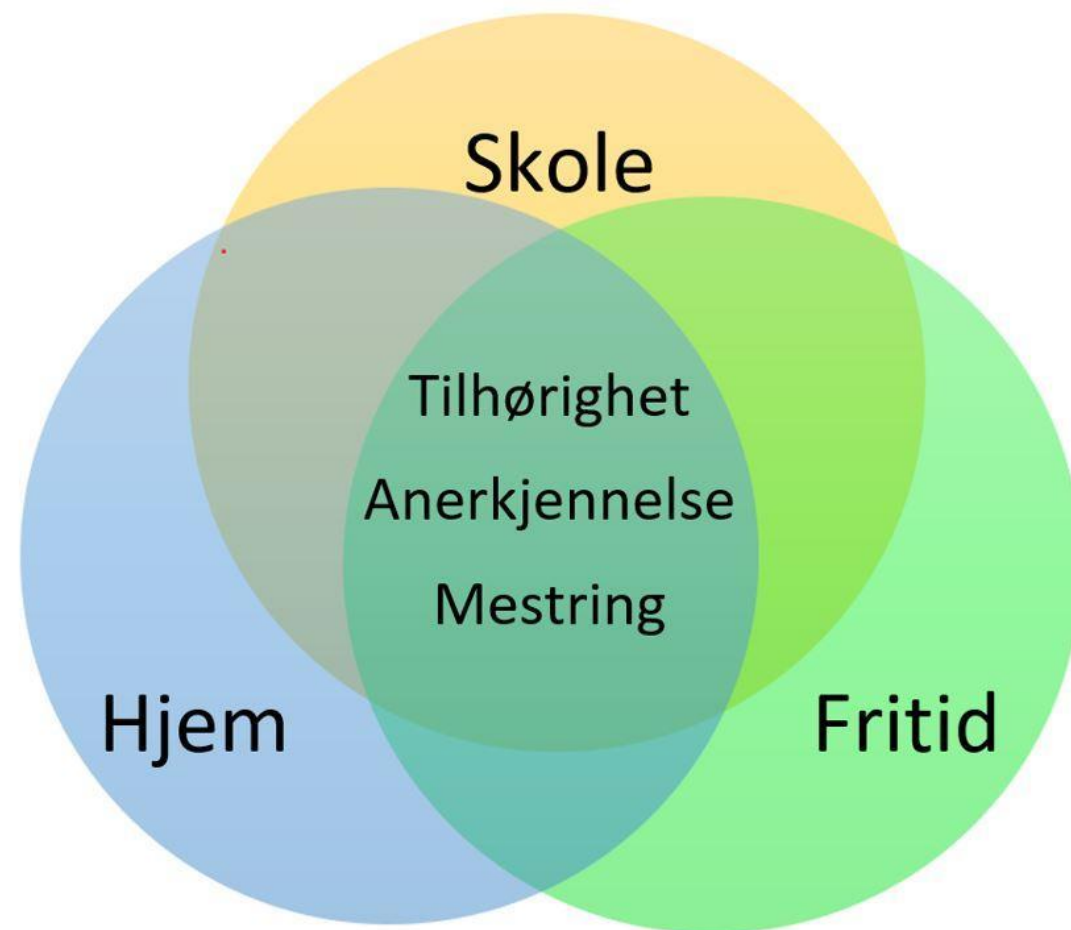 Skole
Tilhørighet
Anerkjennelse
Mestring
Hjem
Fritid